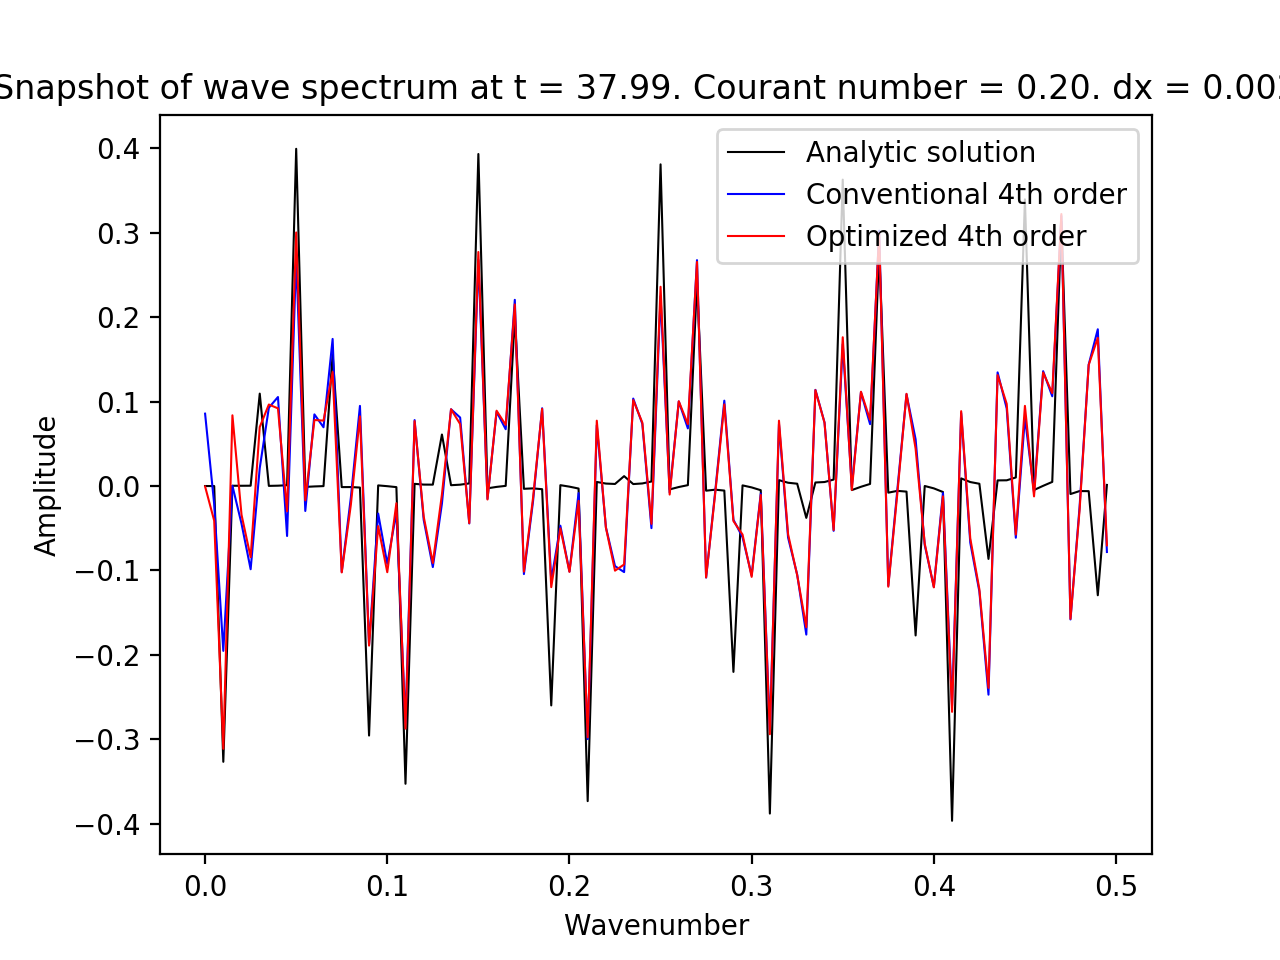 Snapshot of wave spectrum at t = 37.99. Courant number = 0.20. dx = 0.00
Analytic solution
Conventional 4th order
Optimized 4th order
Amplitude
0.4
0.3
0.2
0.1
0.0
−0.1
−0.2
−0.3
−0.4
0.0 0.1 0.2 0.3 0.4 0.5
Wavenumber